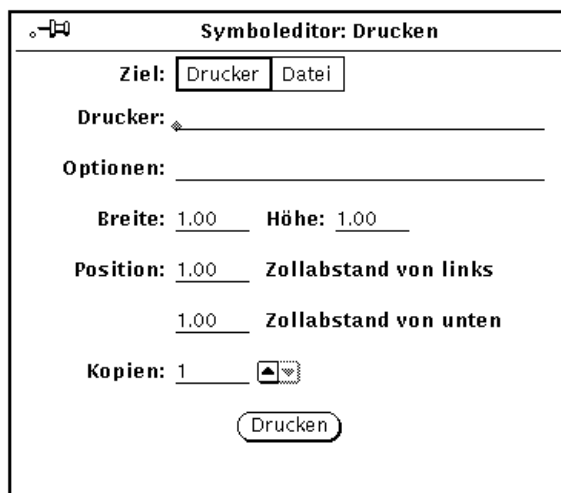 Symboleditor: Drucken
Ziel: Drucker Datei
Drucker:
Optionen:
Breite: 1.00 Höhe: 1.00
Position: 1.00 Zollabstand von links
1.00 Zollabstand von unten
Kopien: 1
Drucken